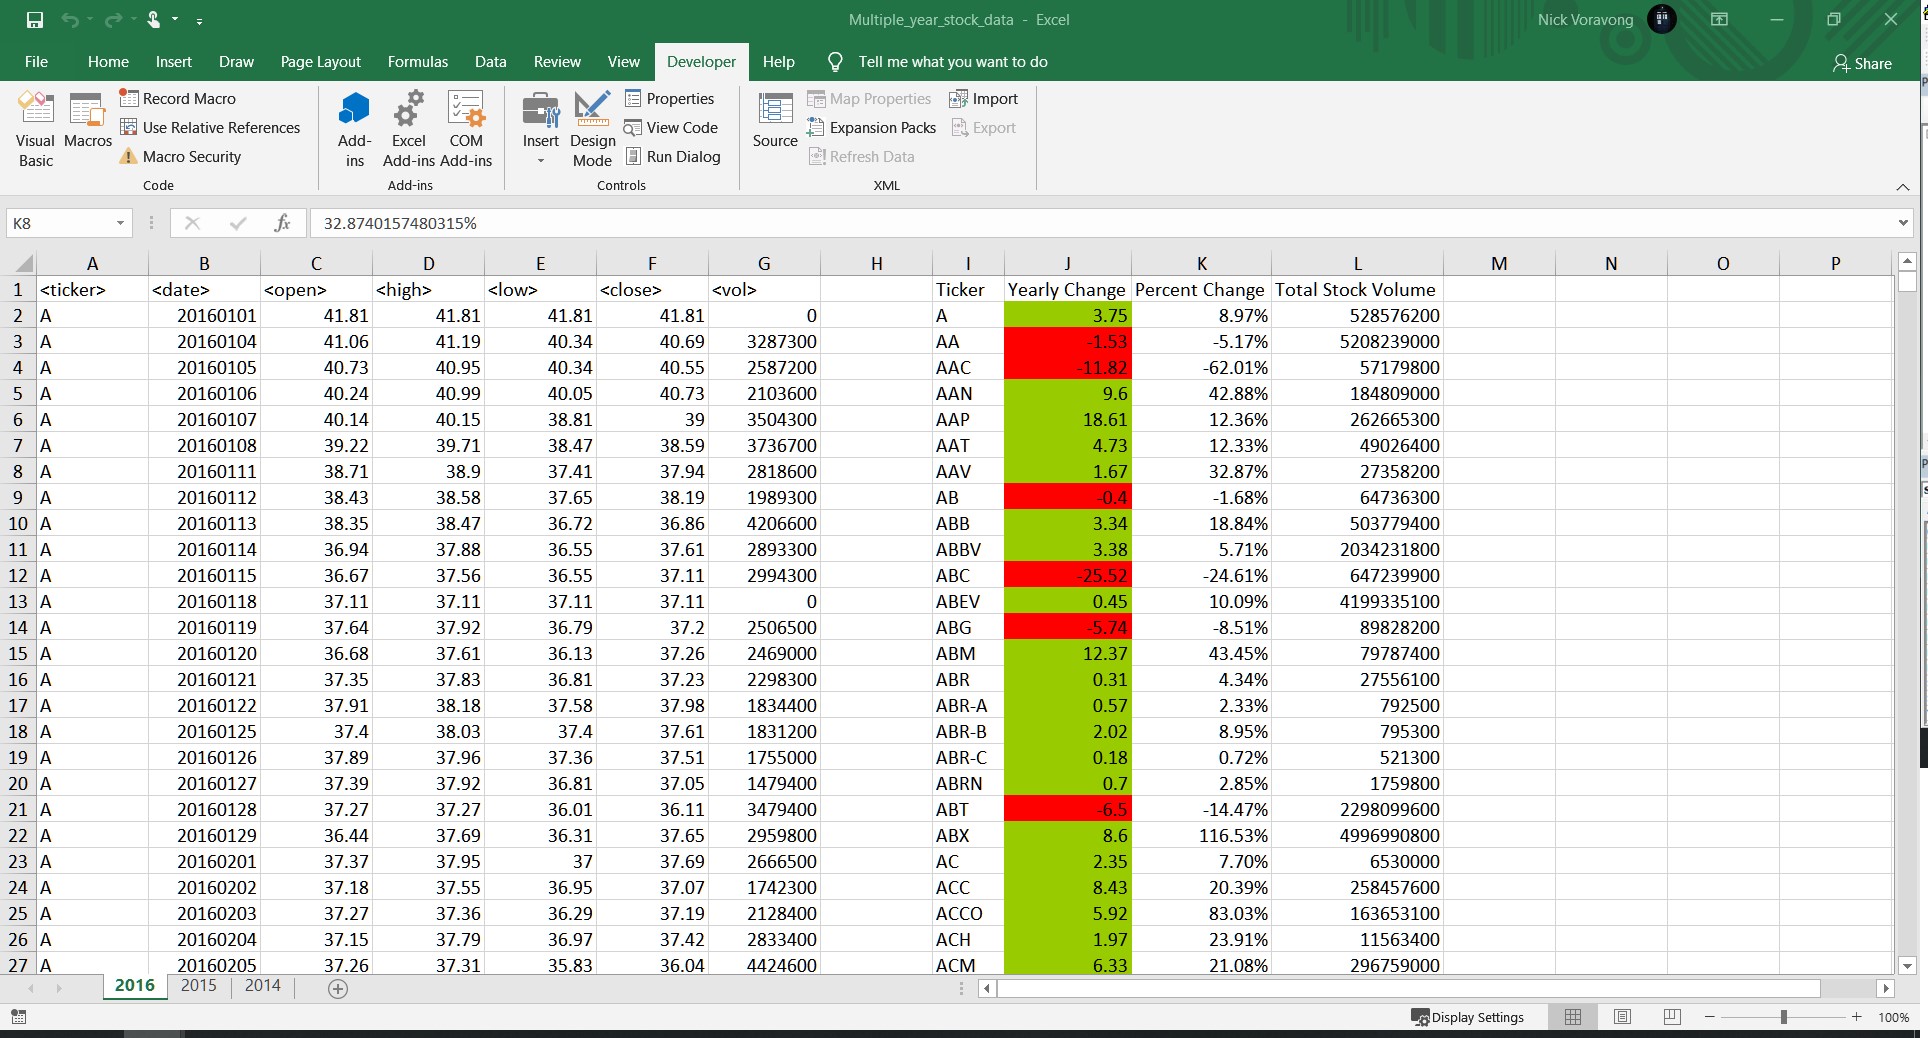 Multiple_year_stock_data - Excel
Nick Voravong
File Home Insert Draw Page Layout Formulas Data Review View Developer Help Tell me what you want to do Share
Visual Basic
Macros
Record Macro
Use Relative References
Macro Security
Code
Add-ins
Excel Add-ins
COM Add-ins
Add-ins
Insert
Design Mode
Properties
View Code
Run Dialog
Controls
Source
Map Properties
Expansion Packs
Refresh Data
Import
Export
XML
K8 fx 32.8740157480315%
A B C D E F G H I J K L M N O P
1 <ticker> <date> <open> <high> <low> <close> <vol> Ticker Yearly Change Percent Change Total Stock Volume
2 A 20160101 41.81 41.81 41.81 41.81 0 A 3.75 8.97% 528576200
3 A 20160104 41.06 41.19 40.34 40.69 3287300 AA -1.53 -5.17% 5208239000
4 A 20160105 40.73 40.95 40.34 40.55 2587200 AAC -11.82 -62.01% 57179800
5 A 20160106 40.24 40.99 40.05 40.73 2103600 AAN 9.6 42.88% 184809000
6 A 20160107 40.14 40.15 38.81 39 3504300 AAP 18.61 12.36% 262665300
7 A 20160108 39.22 39.71 38.47 38.59 3736700 AAT 4.73 12.33% 49026400
8 A 20160111 38.71 38.9 37.41 37.94 2818600 AAV 1.67 32.87% 27358200
9 A 20160112 38.43 38.58 37.65 38.19 1989300 AB -0.4 -1.68% 64736300
10 A 20160113 38.35 38.47 36.72 36.86 4206600 ABB 3.34 18.84% 503779400
11 A 20160114 36.94 37.88 36.55 37.61 2893300 ABBV 3.38 5.71% 2034231800
12 A 20160115 36.67 37.56 36.55 37.11 2994300 ABC -25.52 -24.61% 647239900
13 A 20160118 37.11 37.11 37.11 37.11 0 ABEV 0.45 10.09% 4199335100
14 A 20160119 37.64 37.92 36.79 37.2 2506500 ABG -5.74 -8.51% 89828200
15 A 20160120 36.68 37.61 36.13 37.26 2469000 ABM 12.37 43.45% 79787400
16 A 20160121 37.35 37.83 36.81 37.23 2298300 ABR 0.31 4.34% 27556100
17 A 20160122 37.91 38.18 37.58 37.98 1834400 ABR-A 0.57 2.33% 792500
18 A 20160125 37.4 38.03 37.4 37.61 1831200 ABR-B 2.02 8.95% 795300
19 A 20160126 37.89 37.96 37.36 37.51 1755000 ABR-C 0.18 0.72% 521300
20 A 20160127 37.39 37.92 36.81 37.05 1479400 ABRN 0.7 2.85% 1759800
21 A 20160128 37.27 37.27 36.01 36.11 3479400 ABT -6.5 -14.47% 2298099600
22 A 20160129 36.44 37.69 36.31 37.65 2959800 ABX 8.6 116.53% 4996990800
23 A 20160201 37.37 37.95 37 37.69 2666500 AC 2.35 7.70% 6530000
24 A 20160202 37.18 37.55 36.95 37.07 1742300 ACC 8.43 20.39% 258457600
25 A 20160203 37.27 37.36 36.29 37.19 2128400 ACCO 5.92 83.03% 163653100
26 A 20160204 37.15 37.79 36.97 37.42 2833400 ACH 1.97 23.91% 11563400
27 A 20160205 37.26 37.31 35.83 36.04 4424600 ACM 6.33 21.08% 296759000
2016 2015 2014
Display Settings 100%